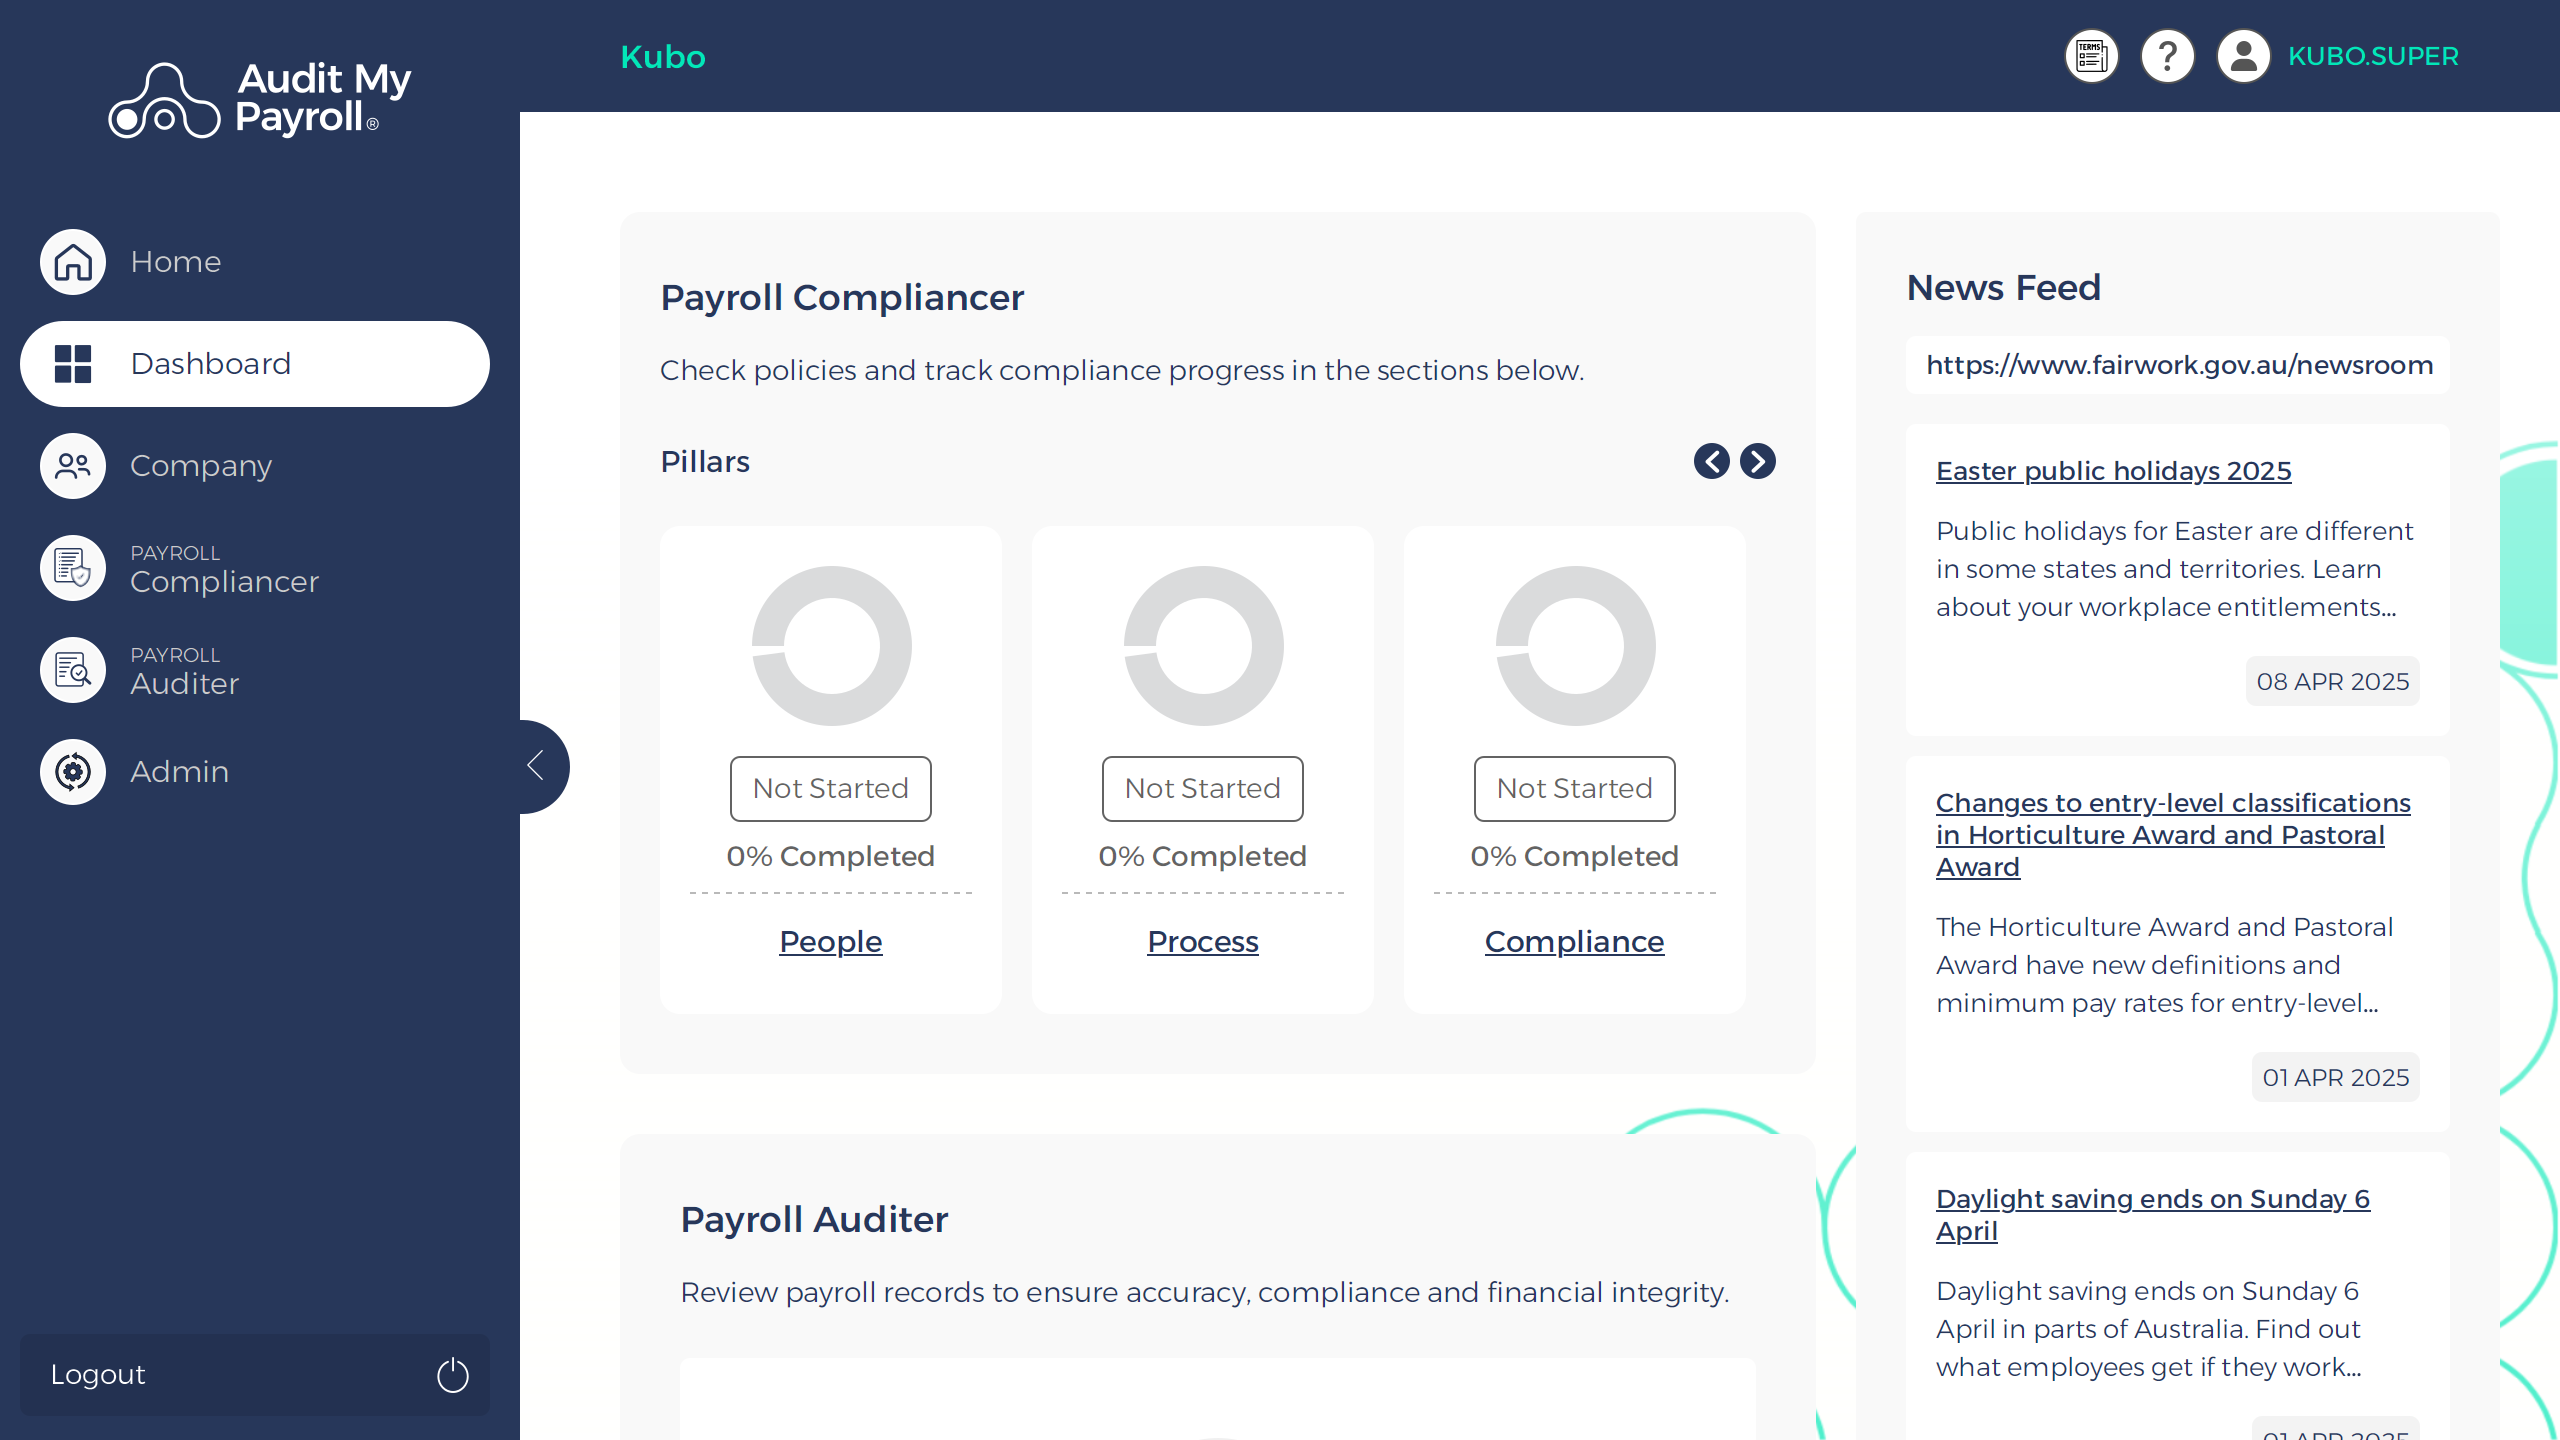 Audit My
Payroll®
Home
Dashboard
Company
PAYROLL
Compliancer
PAYROLL
Auditer
Admin
Logout
Kubo
TERMS
?
KUBO.SUPER
Payroll Compliancer
Check policies and track compliance progress in the sections below.
Pillars
Not Started
0% Completed
People
Not Started
0% Completed
Process
Not Started
0% Completed
Compliance
Payroll Auditer
Review payroll records to ensure accuracy, compliance and financial integrity.
News Feed
https://www.fairwork.gov.au/newsroom
Easter public holidays 2025
Public holidays for Easter are different
in some states and territories. Learn
about your workplace entitlements...
08 APR 2025
Changes to entry-level classifications
in Horticulture Award and Pastoral
Award
The Horticulture Award and Pastoral
Award have new definitions and
minimum pay rates for entry-level...
01 APR 2025
Daylight saving ends on Sunday 6
April
Daylight saving ends on Sunday 6
April in parts of Australia. Find out
what employees get if they work...
01 APR 2025